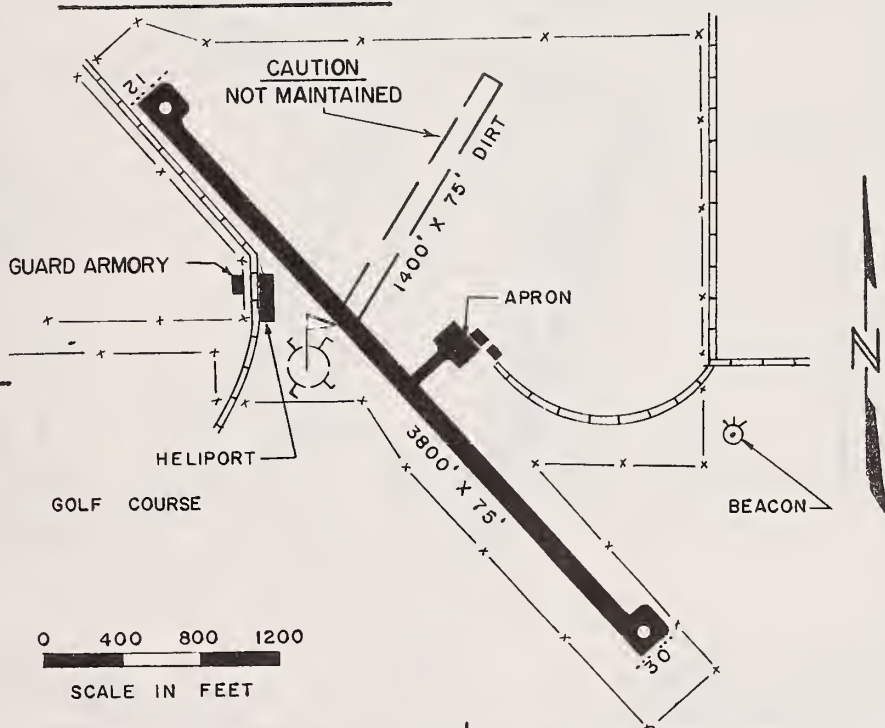 12
CAUTION
NOT MAINTAINED
1400' X 75' DIRT
GUARD ARMORY
APRON
N
HELIPORT
3800' X 75'
GOLF COURSE
BEACON
30
0 400 800 1200
SCALE IN FEET